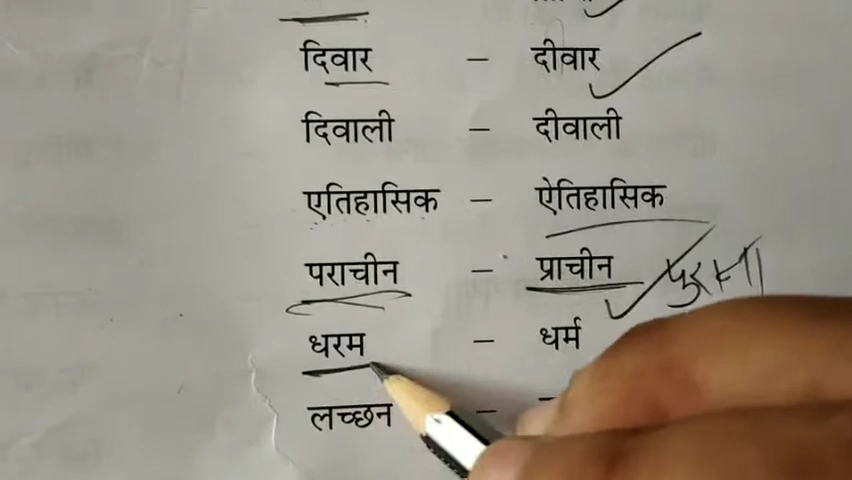 दिवार - दीवार
दिवाली - दीवाली
एतिहासिक - ऐतिहासिक
पराचीन - प्राचीन पुराना
धरम - धर्म
लच्छन -